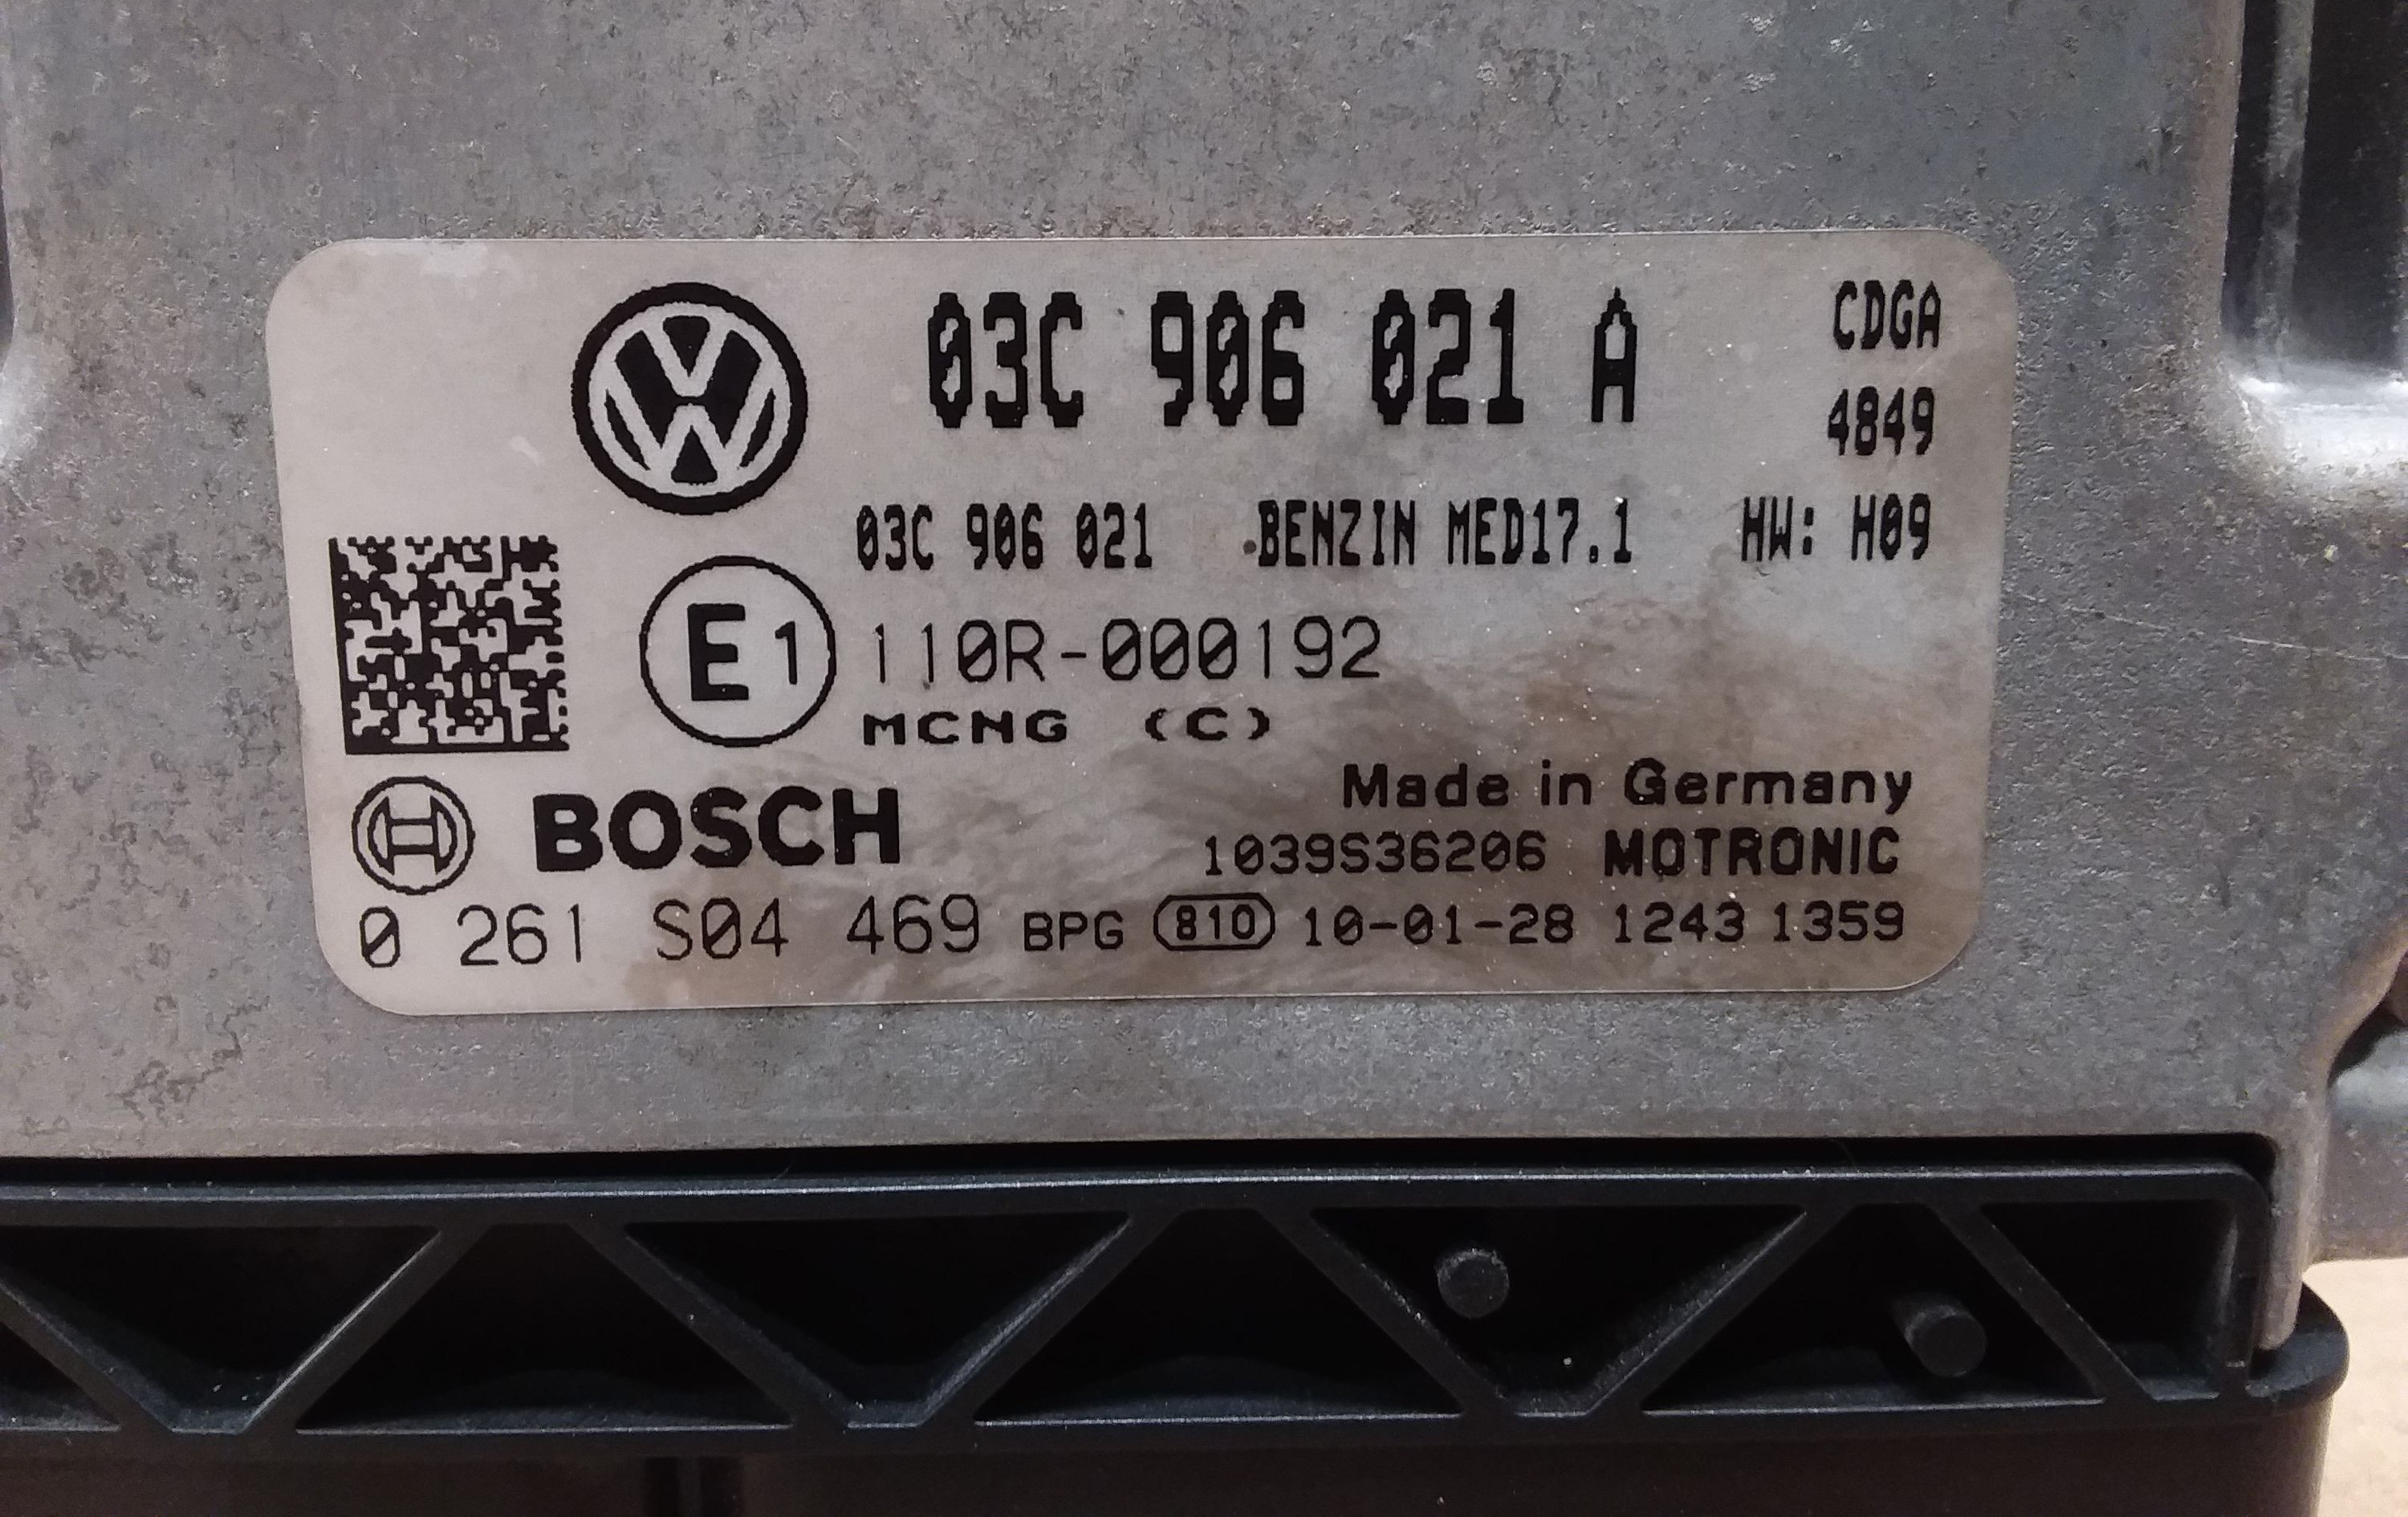 03C 906 021 A CDGA
4849
03C 906 021 BENZIN MED17.1 HW: H09
E1 110R-000192
MCNG (C)
Made in Germany
BOSCH 1039S36206 MOTRONIC
0 261 S04 469 BPG 810 10-01-28 1243 1359